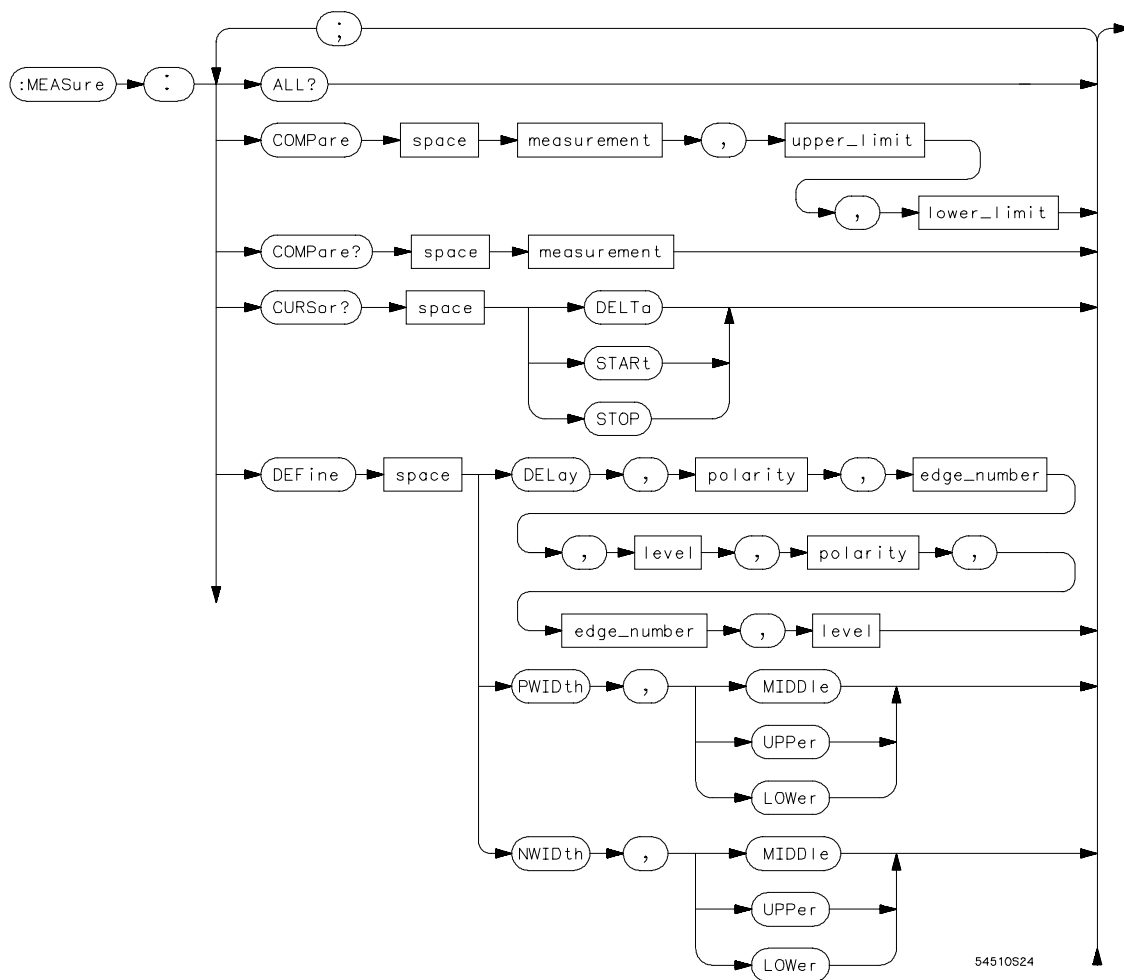 ;
:MEASure : ALL?
COMPare space measurement , upper_limit
, lower_limit
COMPare? space measurement
CURSor? space DELTa
STARt
STOP
DEFine space DELay , polarity , edge_number
, level , polarity ,
edge_number , level
PWIDth , MIDDle
UPPer
LOWer
NWIDth , MIDDle
UPPer
LOWer
54510S24